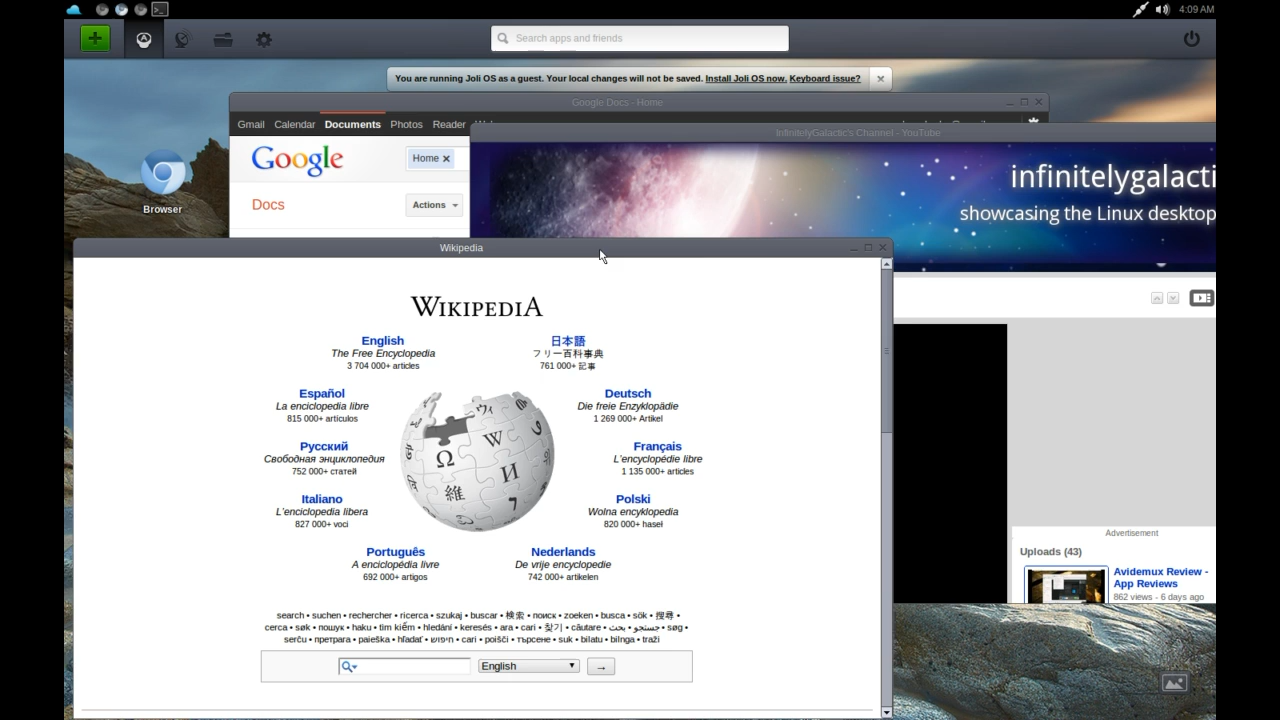 4:09 AM
Search apps and friends
You are running Joli OS as a guest. Your local changes will not be saved. Install Joli OS now. Keyboard issue?
Google Docs - Home
Gmail Calendar Documents Photos Reader
InfinitelyGalactic's Channel - YouTube
Google
Home
infinitelygalacti
Docs
Actions
showcasing the Linux desktop
Browser
Wikipedia
WIKIPEDIA
English
The Free Encyclopedia
3 704 000+ articles
日本語
フリー百科事典
761 000+ 記事
Español
La enciclopedia libre
815 000+ artículos
Deutsch
Die freie Enzyklopädie
1 269 000+ Artikel
Русский
Свободная энциклопедия
752 000+ статей
Français
L'encyclopédie libre
1 135 000+ articles
Italiano
L'enciclopedia libera
827 000+ voci
Polski
Wolna encyklopedia
820 000+ haseł
Português
A enciclopédia livre
692 000+ artigos
Nederlands
De vrije encyclopedie
742 000+ artikelen
Ω W И 維 ウィ
search • suchen • rechercher • ricerca • szukaj • buscar • 検索 • поиск • zoeken • busca • sök • 搜尋 •
cerca • søk • пошук • haku • tìm kiếm • hledání • keresés • ara • cari • 찾기 • căutare • بحث • جستجو • søg •
serĉu • претрага • paieška • hľadať • חיפוש • cari • poišči • търсене • suk • bilatu • bilnga • traži
English
→
Advertisement
Uploads (43)
Avidemux Review -
App Reviews
862 views - 6 days ago